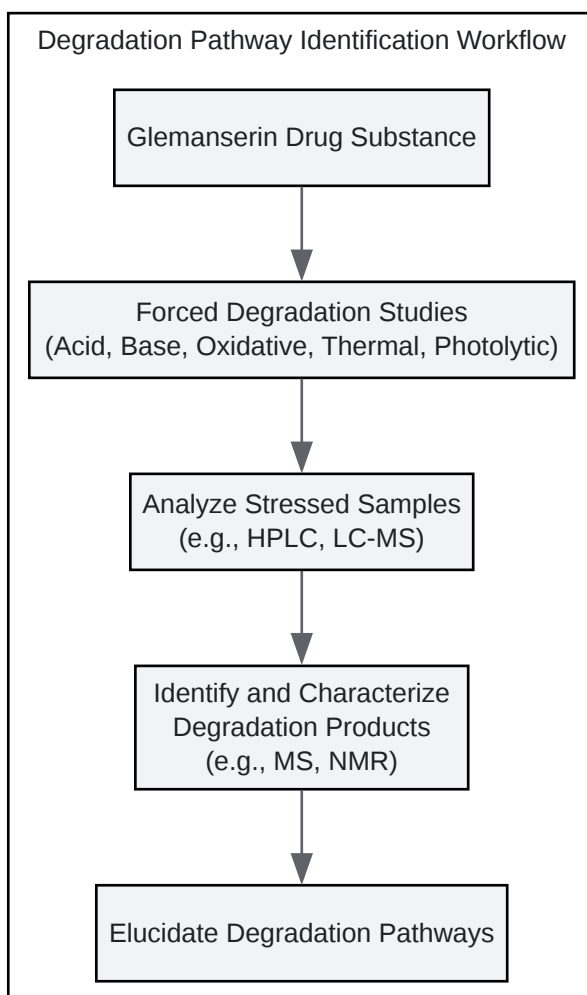 Degradation Pathway Identification Workflow
Glemanserin Drug Substance
Forced Degradation Studies
(Acid, Base, Oxidative, Thermal, Photolytic)
Analyze Stressed Samples
(e.g., HPLC, LC-MS)
Identify and Characterize
Degradation Products
(e.g., MS, NMR)
Elucidate Degradation Pathways